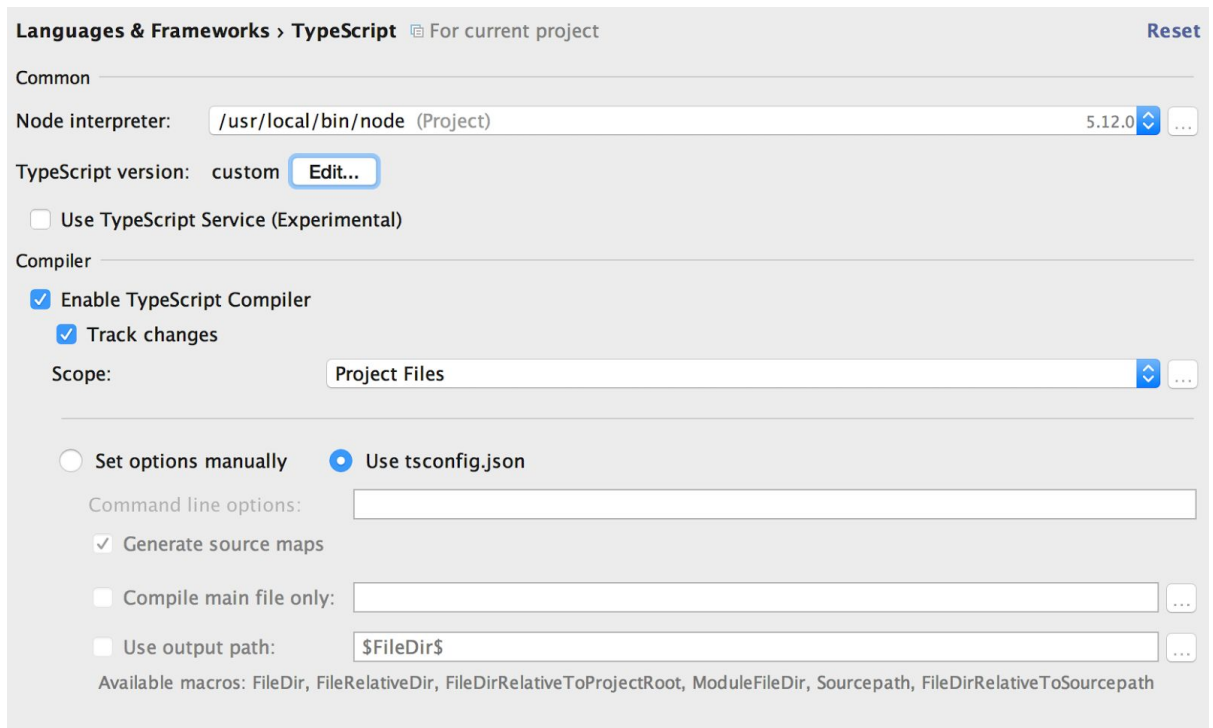 Languages & Frameworks › TypeScript For current project Reset
Common
Node interpreter: /usr/local/bin/node (Project) 5.12.0 ...
TypeScript version: custom Edit...
Use TypeScript Service (Experimental)
Compiler
Enable TypeScript Compiler
Track changes
Scope: Project Files ...
Set options manually Use tsconfig.json
Command line options:
Generate source maps
Compile main file only: ...
Use output path: $FileDir$ ...
Available macros: FileDir, FileRelativeDir, FileDirRelativeToProjectRoot, ModuleFileDir, Sourcepath, FileDirRelativeToSourcepath